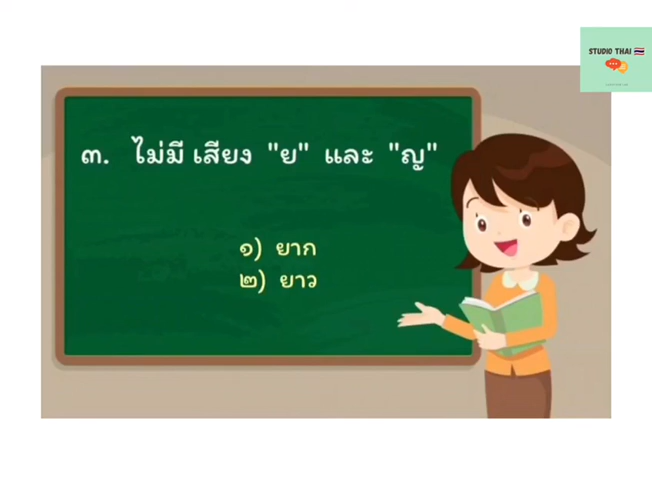 STUDIO THAI 🇹🇭
๓. ไม่มี เสียง "ย" และ "ญ"
๑) ยาก
๒) ยาว